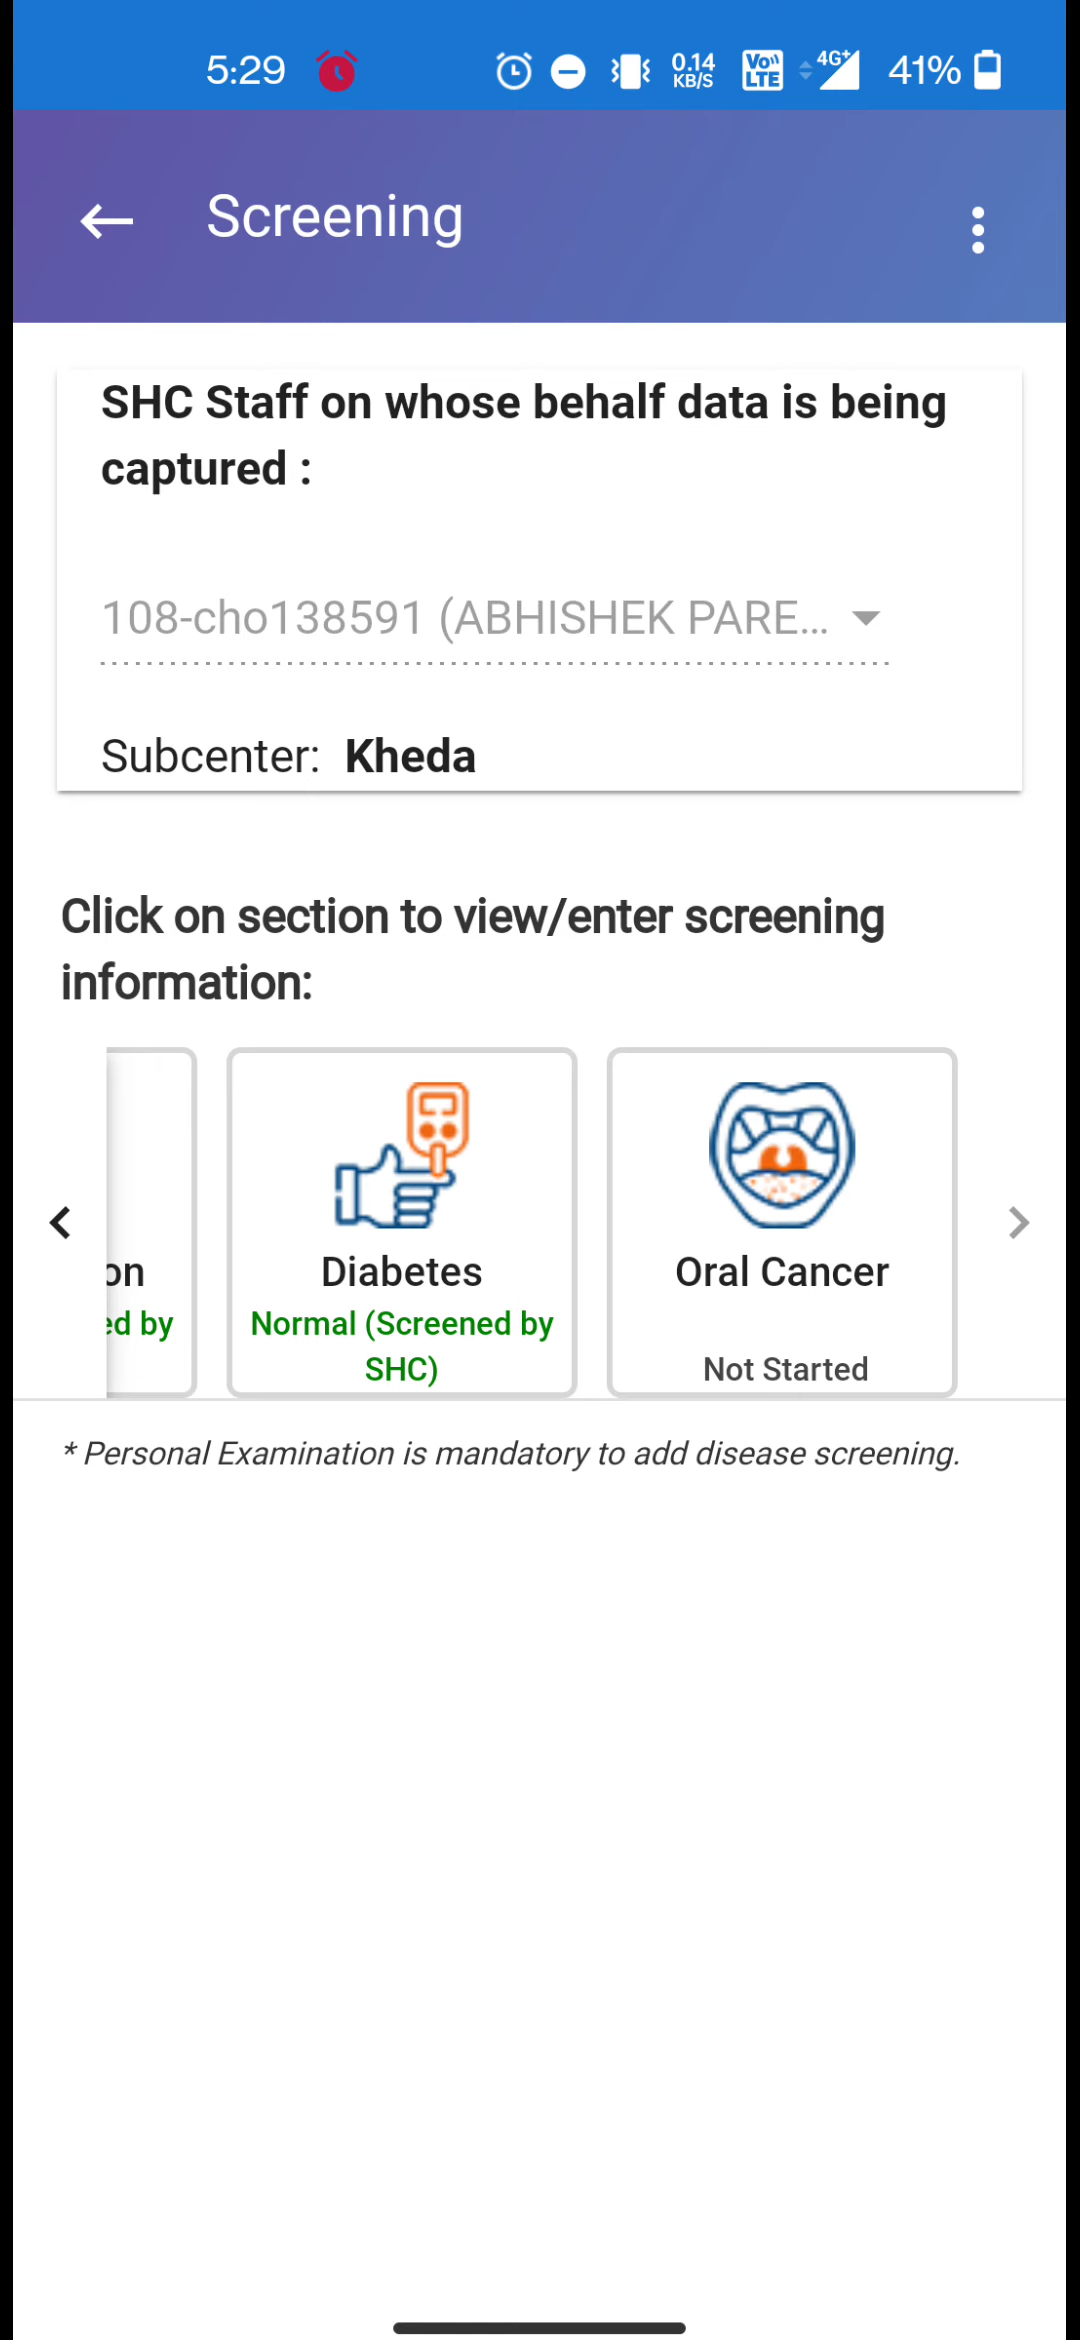 5:29
0.14
KB/S
Vo))
LTE
4G+
41%
Screening
SHC Staff on whose behalf data is being
captured :
108-cho138591 (ABHISHEK PARE...
Subcenter: Kheda
Click on section to view/enter screening
information:
on
ed by
Diabetes
Normal (Screened by
SHC)
Oral Cancer
Not Started
* Personal Examination is mandatory to add disease screening.